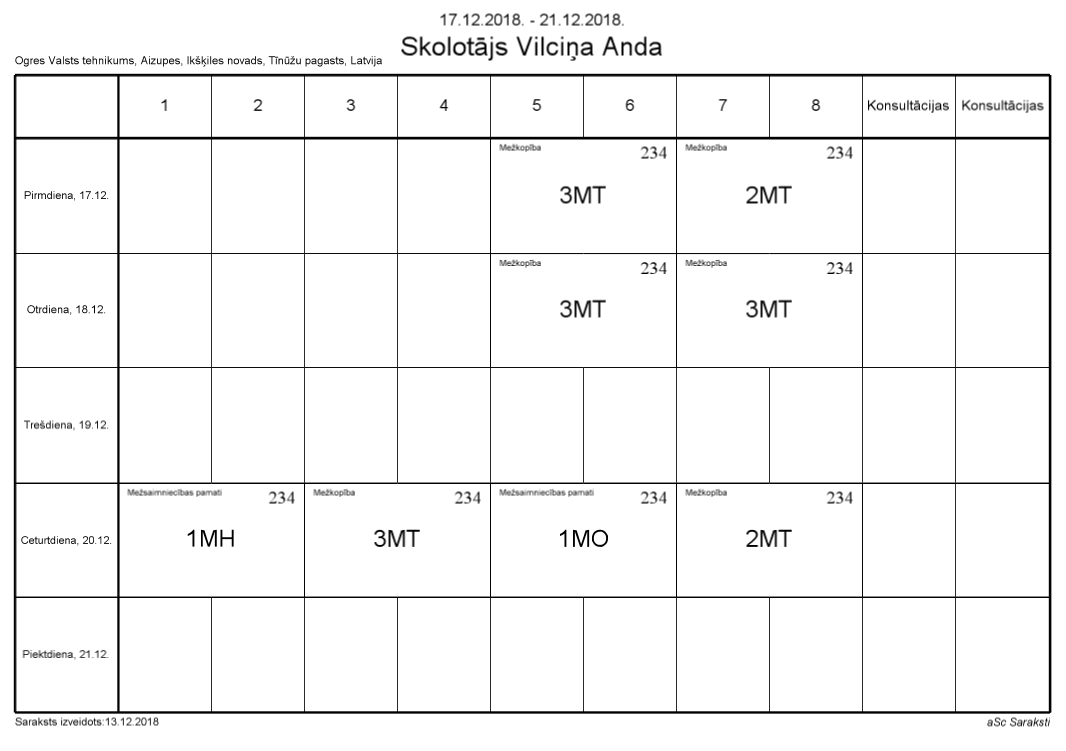 17.12.2018. - 21.12.2018.
Skolotājs Vilciņa Anda
Ogres Valsts tehnikums, Aizupes, Ikšķiles novads, Tīnūžu pagasts, Latvija
1 2 3 4 5 6 7 8 Konsultācijas Konsultācijas
Mežkopība 234 Mežkopība 234
Pirmdiena, 17.12. 3MT 2MT
Mežkopība 234 Mežkopība 234
Otrdiena, 18.12. 3MT 3MT
Trešdiena, 19.12.
Mežsaimniecības pamati 234 Mežkopība 234 Mežsaimniecības pamati 234 Mežkopība 234
Ceturtdiena, 20.12. 1MH 3MT 1MO 2MT
Piektdiena, 21.12.
Saraksts izveidots:13.12.2018 aSc Saraksti